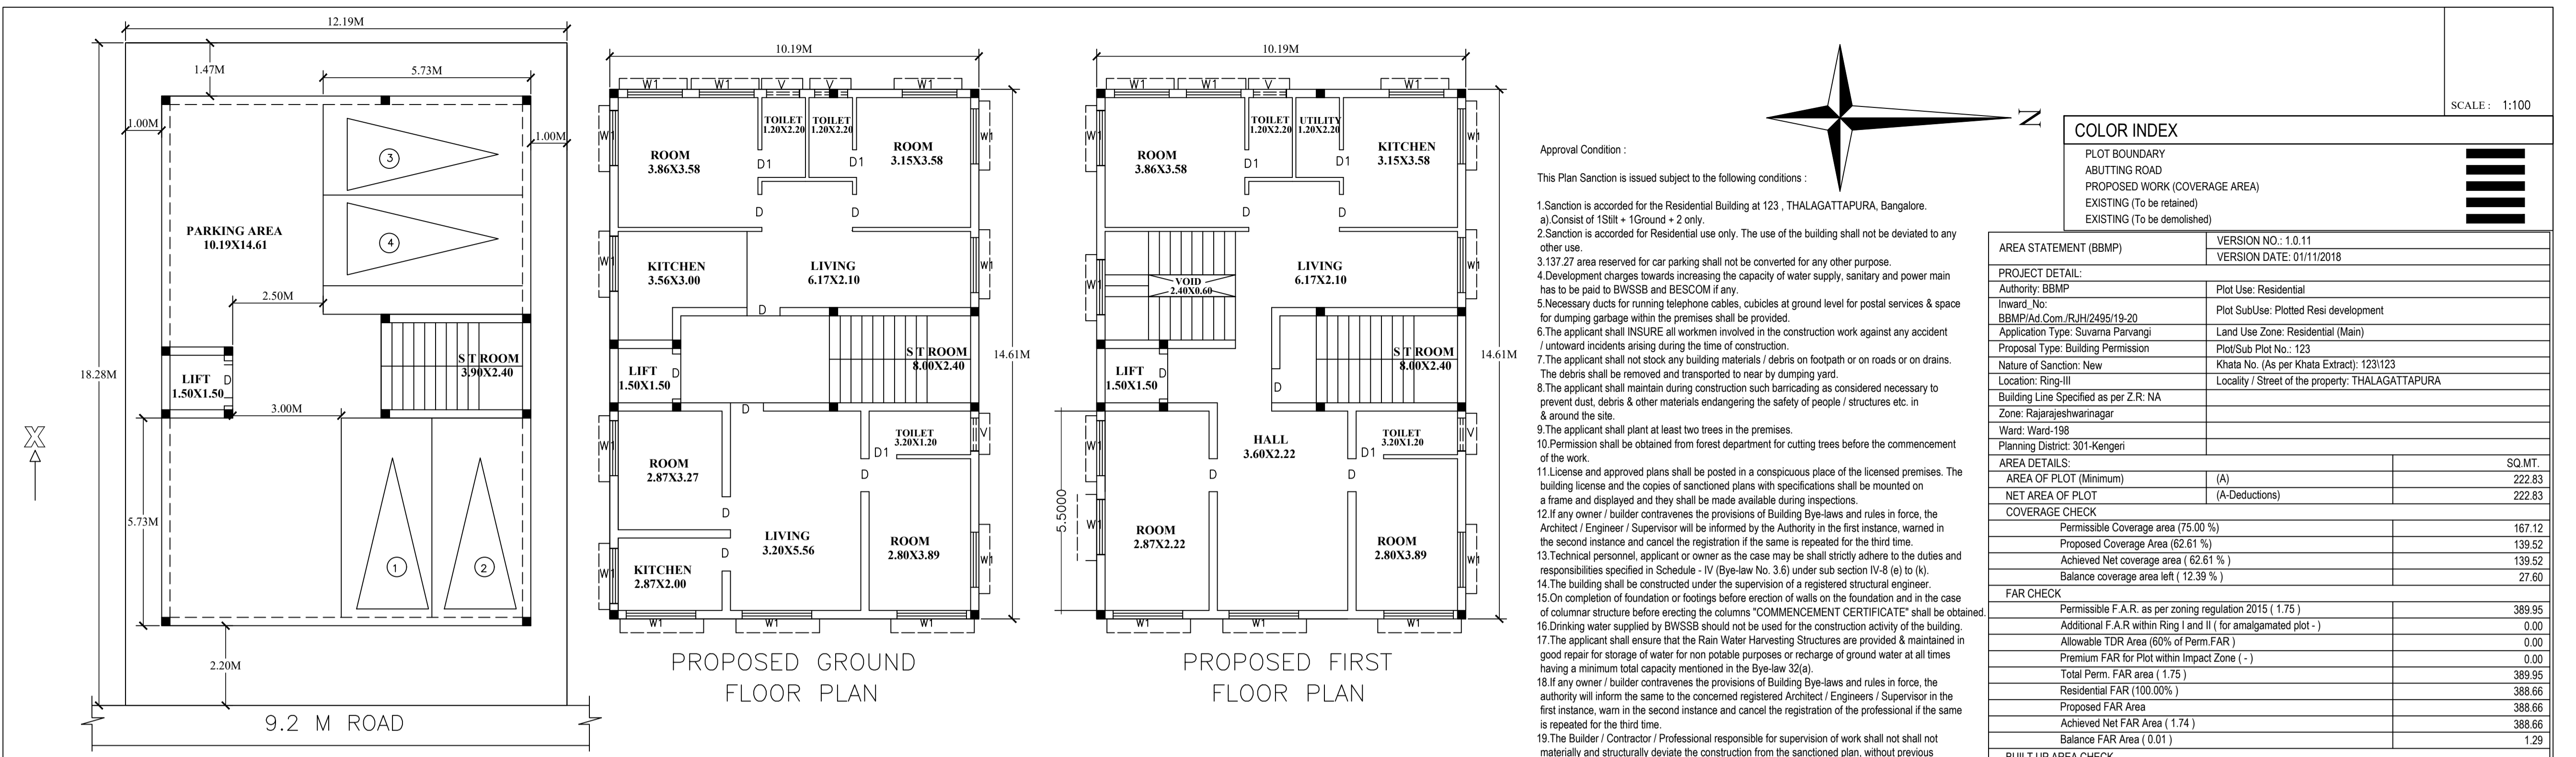 12.19M
1.47M
5.73M
1.00M
1.00M
3
4
PARKING AREA
10.19X14.61
2.50M
S T ROOM
3.90X2.40
LIFT
1.50X1.50
D
18.28M
3.00M
X
5.73M
1
2
2.20M
9.2 M ROAD
10.19M
W1
W1
V
V
W1
W1
W1
TOILET
1.20X2.20
TOILET
1.20X2.20
ROOM
3.86X3.58
ROOM
3.15X3.58
D1
D1
D
D
KITCHEN
3.56X3.00
LIVING
6.17X2.10
W1
W1
D
S T ROOM
8.00X2.40
14.61M
LIFT
1.50X1.50
D
D
TOILET
3.20X1.20
V
D1
W1
ROOM
2.87X3.27
D
D
LIVING
3.20X5.56
ROOM
2.80X3.89
D
KITCHEN
2.87X2.00
W1
W1
W1
W1
W1
PROPOSED GROUND
FLOOR PLAN
10.19M
W1
W1
V
W1
W1
W1
TOILET
1.20X2.20
UTILITY
1.20X2.20
ROOM
3.86X3.58
KITCHEN
3.15X3.58
D1
D1
D
D
VOID
2.40X0.60
LIVING
6.17X2.10
W1
W1
S T ROOM
8.00X2.40
14.61M
LIFT
1.50X1.50
D
TOILET
3.20X1.20
V
D1
W1
HALL
3.60X2.22
D
D
5.5000
W1
ROOM
2.87X2.22
ROOM
2.80X3.89
W1
W1
W1
W1
PROPOSED FIRST
FLOOR PLAN
N
Approval Condition :
This Plan Sanction is issued subject to the following conditions :
1.Sanction is accorded for the Residential Building at 123 , THALAGATTAPURA, Bangalore.
a).Consist of 1Stilt + 1Ground + 2 only.
2.Sanction is accorded for Residential use only. The use of the building shall not be deviated to any
other use.
3.137.27 area reserved for car parking shall not be converted for any other purpose.
4.Development charges towards increasing the capacity of water supply, sanitary and power main
has to be paid to BWSSB and BESCOM if any.
5.Necessary ducts for running telephone cables, cubicles at ground level for postal services & space
for dumping garbage within the premises shall be provided.
6.The applicant shall INSURE all workmen involved in the construction work against any accident
/ untoward incidents arising during the time of construction.
7.The applicant shall not stock any building materials / debris on footpath or on roads or on drains.
The debris shall be removed and transported to near by dumping yard.
8.The applicant shall maintain during construction such barricading as considered necessary to
prevent dust, debris & other materials endangering the safety of people / structures etc. in
& around the site.
9.The applicant shall plant at least two trees in the premises.
10.Permission shall be obtained from forest department for cutting trees before the commencement
of the work.
11.License and approved plans shall be posted in a conspicuous place of the licensed premises. The
building license and the copies of sanctioned plans with specifications shall be mounted on
a frame and displayed and they shall be made available during inspections.
12.If any owner / builder contravenes the provisions of Building Bye-laws and rules in force, the
Architect / Engineer / Supervisor will be informed by the Authority in the first instance, warned in
the second instance and cancel the registration if the same is repeated for the third time.
13.Technical personnel, applicant or owner as the case may be shall strictly adhere to the duties and
responsibilities specified in Schedule - IV (Bye-law No. 3.6) under sub section IV-8 (e) to (k).
14.The building shall be constructed under the supervision of a registered structural engineer.
15.On completion of foundation or footings before erection of walls on the foundation and in the case
of columnar structure before erecting the columns "COMMENCEMENT CERTIFICATE" shall be obtained.
16.Drinking water supplied by BWSSB should not be used for the construction activity of the building.
17.The applicant shall ensure that the Rain Water Harvesting Structures are provided & maintained in
good repair for storage of water for non potable purposes or recharge of ground water at all times
having a minimum total capacity mentioned in the Bye-law 32(a).
18.If any owner / builder contravenes the provisions of Building Bye-laws and rules in force, the
authority will inform the same to the concerned registered Architect / Engineers / Supervisor in the
first instance, warn in the second instance and cancel the registration of the professional if the same
is repeated for the third time.
19.The Builder / Contractor / Professional responsible for supervision of work shall not shall not
materially and structurally deviate the construction from the sanctioned plan, without previous
SCALE : 1:100
COLOR INDEX
PLOT BOUNDARY
ABUTTING ROAD
PROPOSED WORK (COVERAGE AREA)
EXISTING (To be retained)
EXISTING (To be demolished)
AREA STATEMENT (BBMP)
VERSION NO.: 1.0.11
VERSION DATE: 01/11/2018
PROJECT DETAIL:
Authority: BBMP
Plot Use: Residential
Inward_No:
BBMP/Ad.Com./RJH/2495/19-20
Plot SubUse: Plotted Resi development
Application Type: Suvarna Parvangi
Land Use Zone: Residential (Main)
Proposal Type: Building Permission
Plot/Sub Plot No.: 123
Nature of Sanction: New
Khata No. (As per Khata Extract): 123\123
Location: Ring-III
Locality / Street of the property: THALAGATTAPURA
Building Line Specified as per Z.R: NA
Zone: Rajarajeshwarinagar
Ward: Ward-198
Planning District: 301-Kengeri
AREA DETAILS: SQ.MT.
AREA OF PLOT (Minimum) (A) 222.83
NET AREA OF PLOT (A-Deductions) 222.83
COVERAGE CHECK
Permissible Coverage area (75.00 %) 167.12
Proposed Coverage Area (62.61 %) 139.52
Achieved Net coverage area ( 62.61 % ) 139.52
Balance coverage area left ( 12.39 % ) 27.60
FAR CHECK
Permissible F.A.R. as per zoning regulation 2015 ( 1.75 ) 389.95
Additional F.A.R within Ring I and II ( for amalgamated plot - ) 0.00
Allowable TDR Area (60% of Perm.FAR ) 0.00
Premium FAR for Plot within Impact Zone ( - ) 0.00
Total Perm. FAR area ( 1.75 ) 389.95
Residential FAR (100.00% ) 388.66
Proposed FAR Area 388.66
Achieved Net FAR Area ( 1.74 ) 388.66
Balance FAR Area ( 0.01 ) 1.29
BUILT UP AREA CHECK